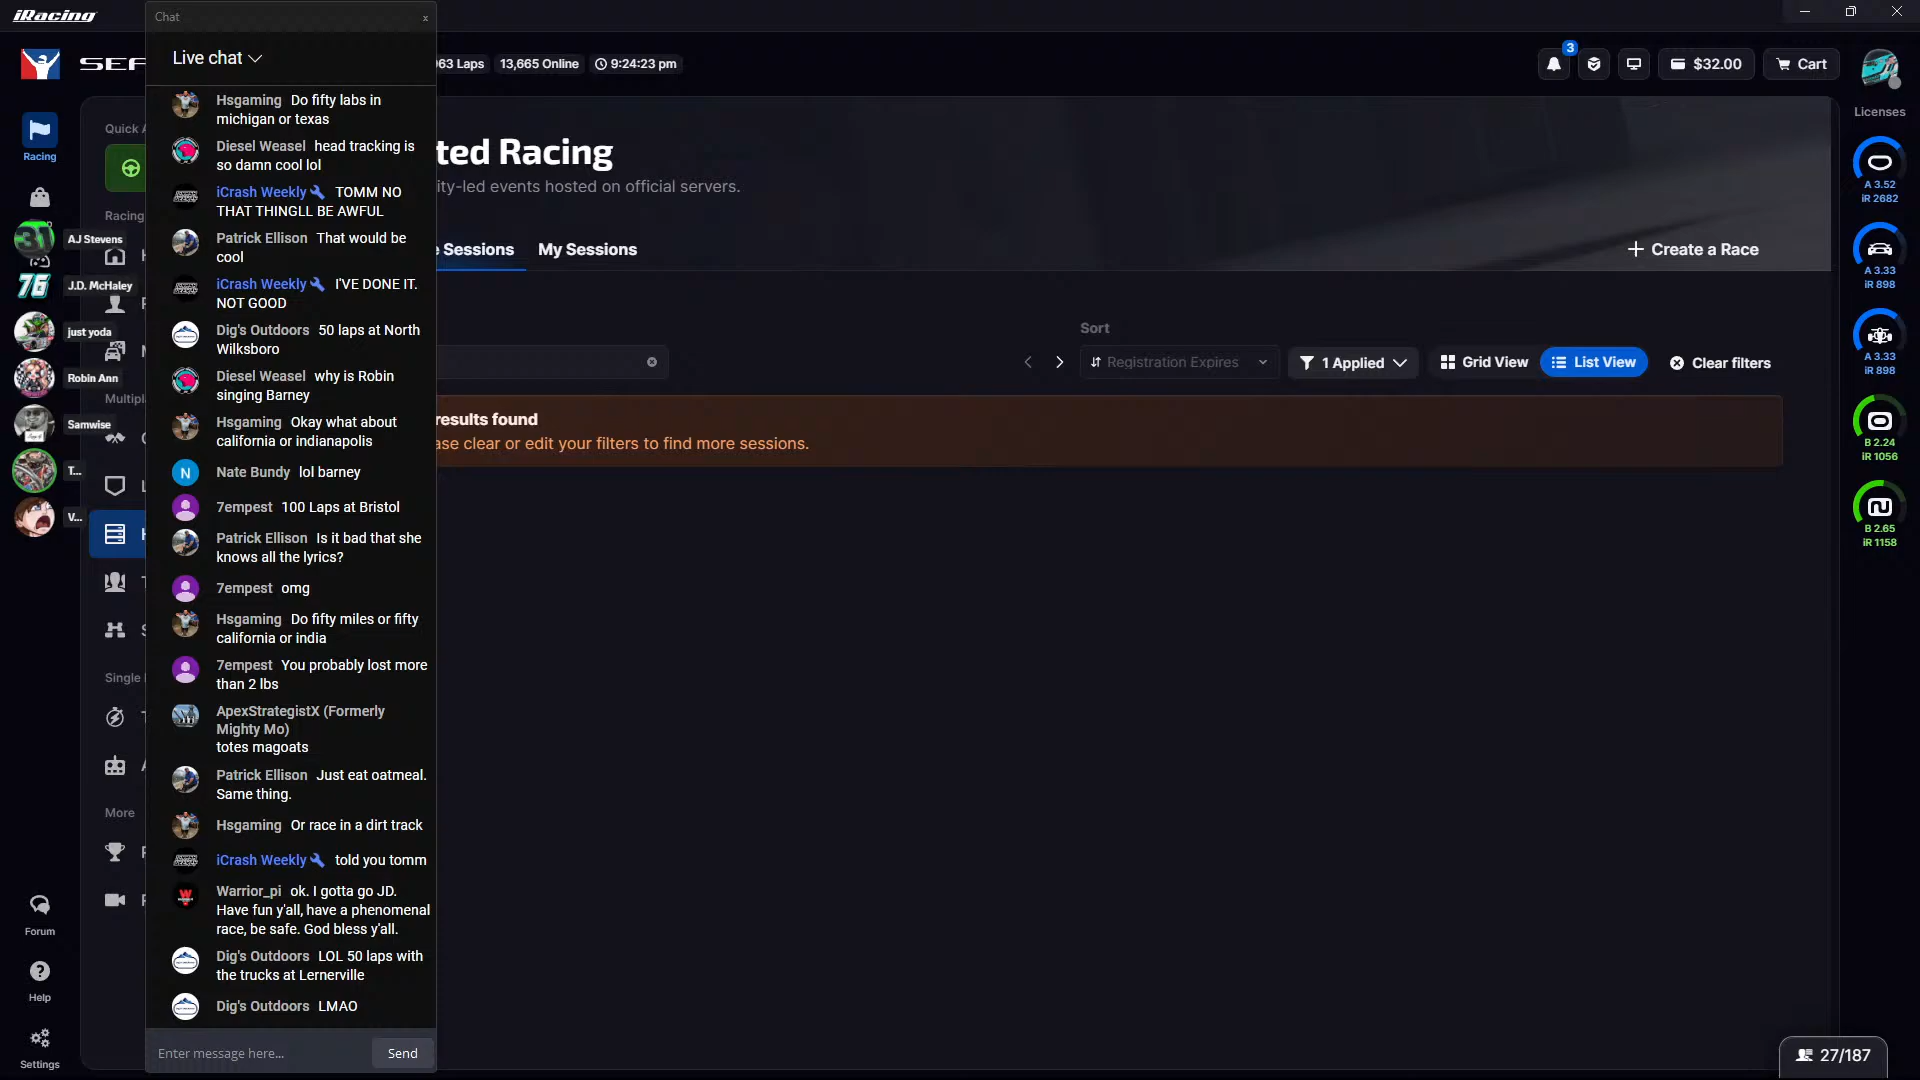 iRacing
Chat
x
Live chat
Hsgaming Do fifty labs in
michigan or texas
Diesel Weasel head tracking is
so damn cool lol
iCrash Weekly TOMM NO
THAT THINGLL BE AWFUL
Patrick Ellison That would be
cool
iCrash Weekly I'VE DONE IT.
NOT GOOD
Dig's Outdoors 50 laps at North
Wilksboro
Diesel Weasel why is Robin
singing Barney
Hsgaming Okay what about
california or indianapolis
N
Nate Bundy lol barney
7empest 100 Laps at Bristol
Patrick Ellison Is it bad that she
knows all the lyrics?
7empest omg
Hsgaming Do fifty miles or fifty
california or india
7empest You probably lost more
than 2 lbs
ApexStrategistX (Formerly
Mighty Mo)
totes magoats
Patrick Ellison Just eat oatmeal.
Same thing.
Hsgaming Or race in a dirt track
iCrash Weekly told you tomm
Warrior_pi ok. I gotta go JD.
Have fun y'all, have a phenomenal
race, be safe. God bless y'all.
Dig's Outdoors LOL 50 laps with
the trucks at Lernerville
Dig's Outdoors LMAO
Enter message here...
Send
63 Laps
13,665 Online
9:24:23 pm
3
$32.00
Cart
Racing
Quick A
Racing
31
AJ Stevens
76
J.D. McHaley
just yoda
Robin Ann
Multipl
Samwise
T...
V...
Single
More
Forum
Help
Settings
ted Racing
ity-led events hosted on official servers.
e Sessions
My Sessions
Create a Race
Sort
Registration Expires
1 Applied
Grid View
List View
Clear filters
results found
ase clear or edit your filters to find more sessions.
Licenses
A 3.52
iR 2682
A 3.33
iR 898
A 3.33
iR 898
B 2.24
iR 1056
B 2.65
iR 1158
27/187